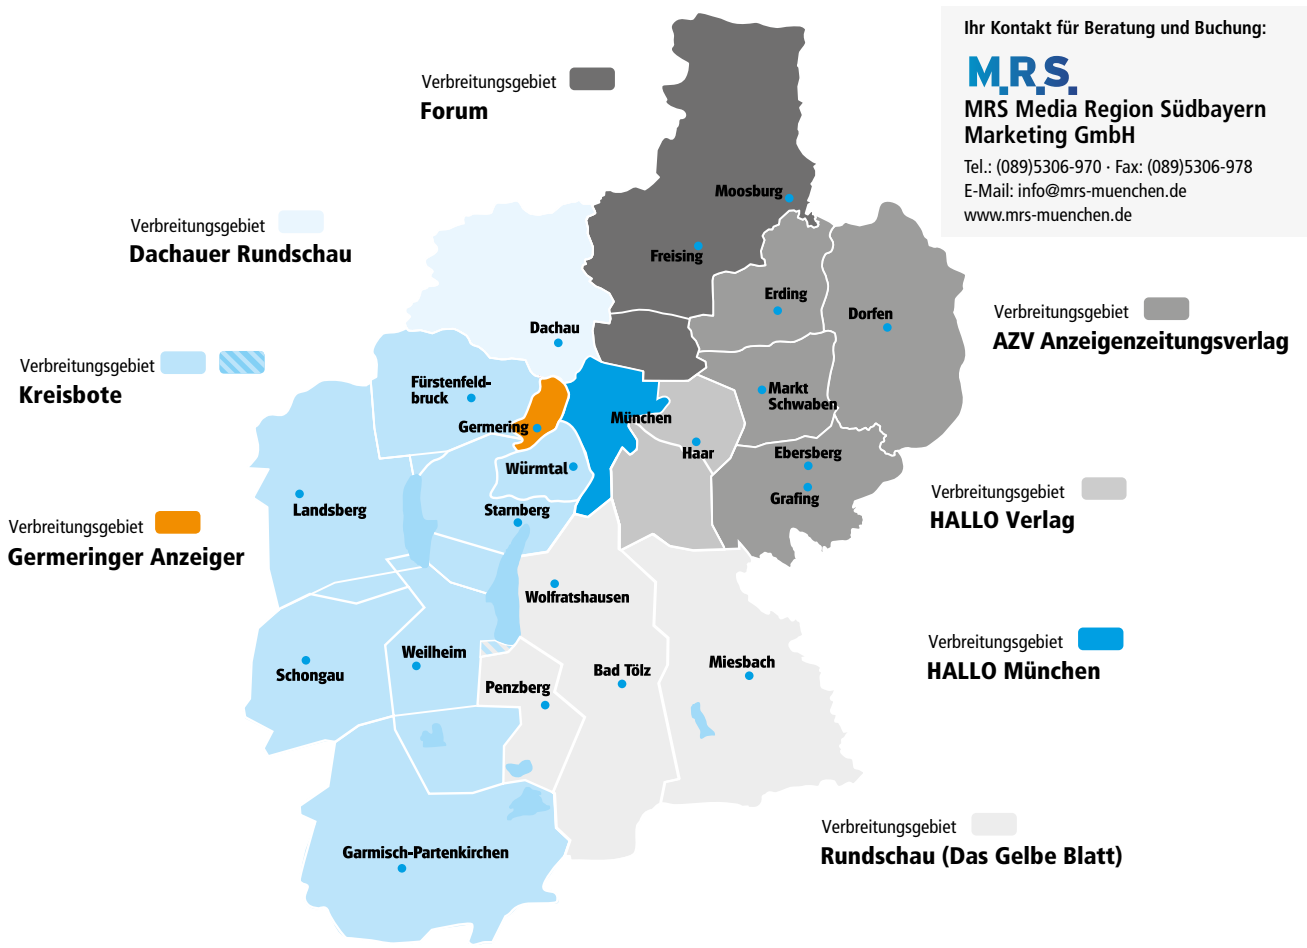 Ihr Kontakt für Beratung und Buchung:
M.R.S.
MRS Media Region Südbayern
Marketing GmbH
Tel.: (089)5306-970 · Fax: (089)5306-978
E-Mail: info@mrs-muenchen.de
www.mrs-muenchen.de
Verbreitungsgebiet
Forum
Verbreitungsgebiet
Dachauer Rundschau
Verbreitungsgebiet
Kreisbote
Verbreitungsgebiet
Germeringer Anzeiger
Verbreitungsgebiet
AZV Anzeigenzeitungsverlag
Verbreitungsgebiet
HALLO Verlag
Verbreitungsgebiet
HALLO München
Verbreitungsgebiet
Rundschau (Das Gelbe Blatt)
Moosburg
Freising
Erding
Dorfen
Dachau
Fürstenfeld-
bruck
Markt
Schwaben
München
Germering
Haar
Ebersberg
Würmtal
Grafing
Landsberg
Starnberg
Wolfratshausen
Weilheim
Miesbach
Bad Tölz
Schongau
Penzberg
Garmisch-Partenkirchen